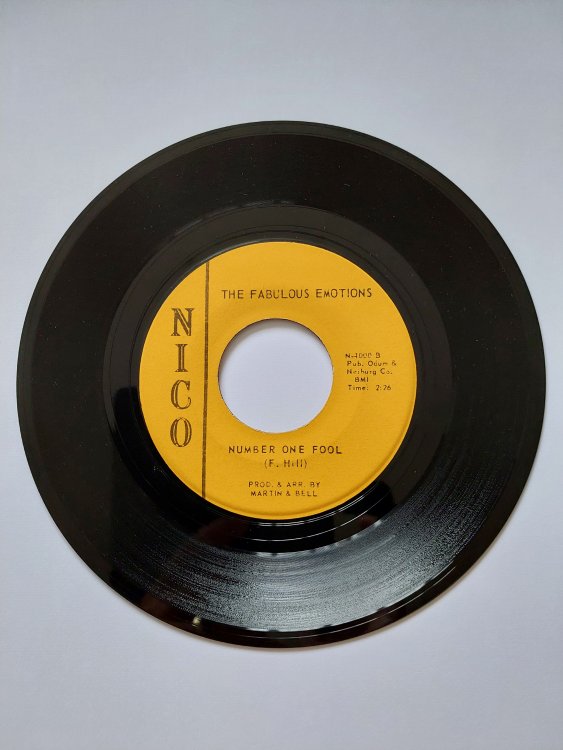 THE FABULOUS EMOTIONS
NICO
N-1000 B
Pub. Odum &
Neiburg Co.
BMI
Time: 2:26
NUMBER ONE FOOL
(F. Hill)
PROD. & ARR. BY
MARTIN & BELL